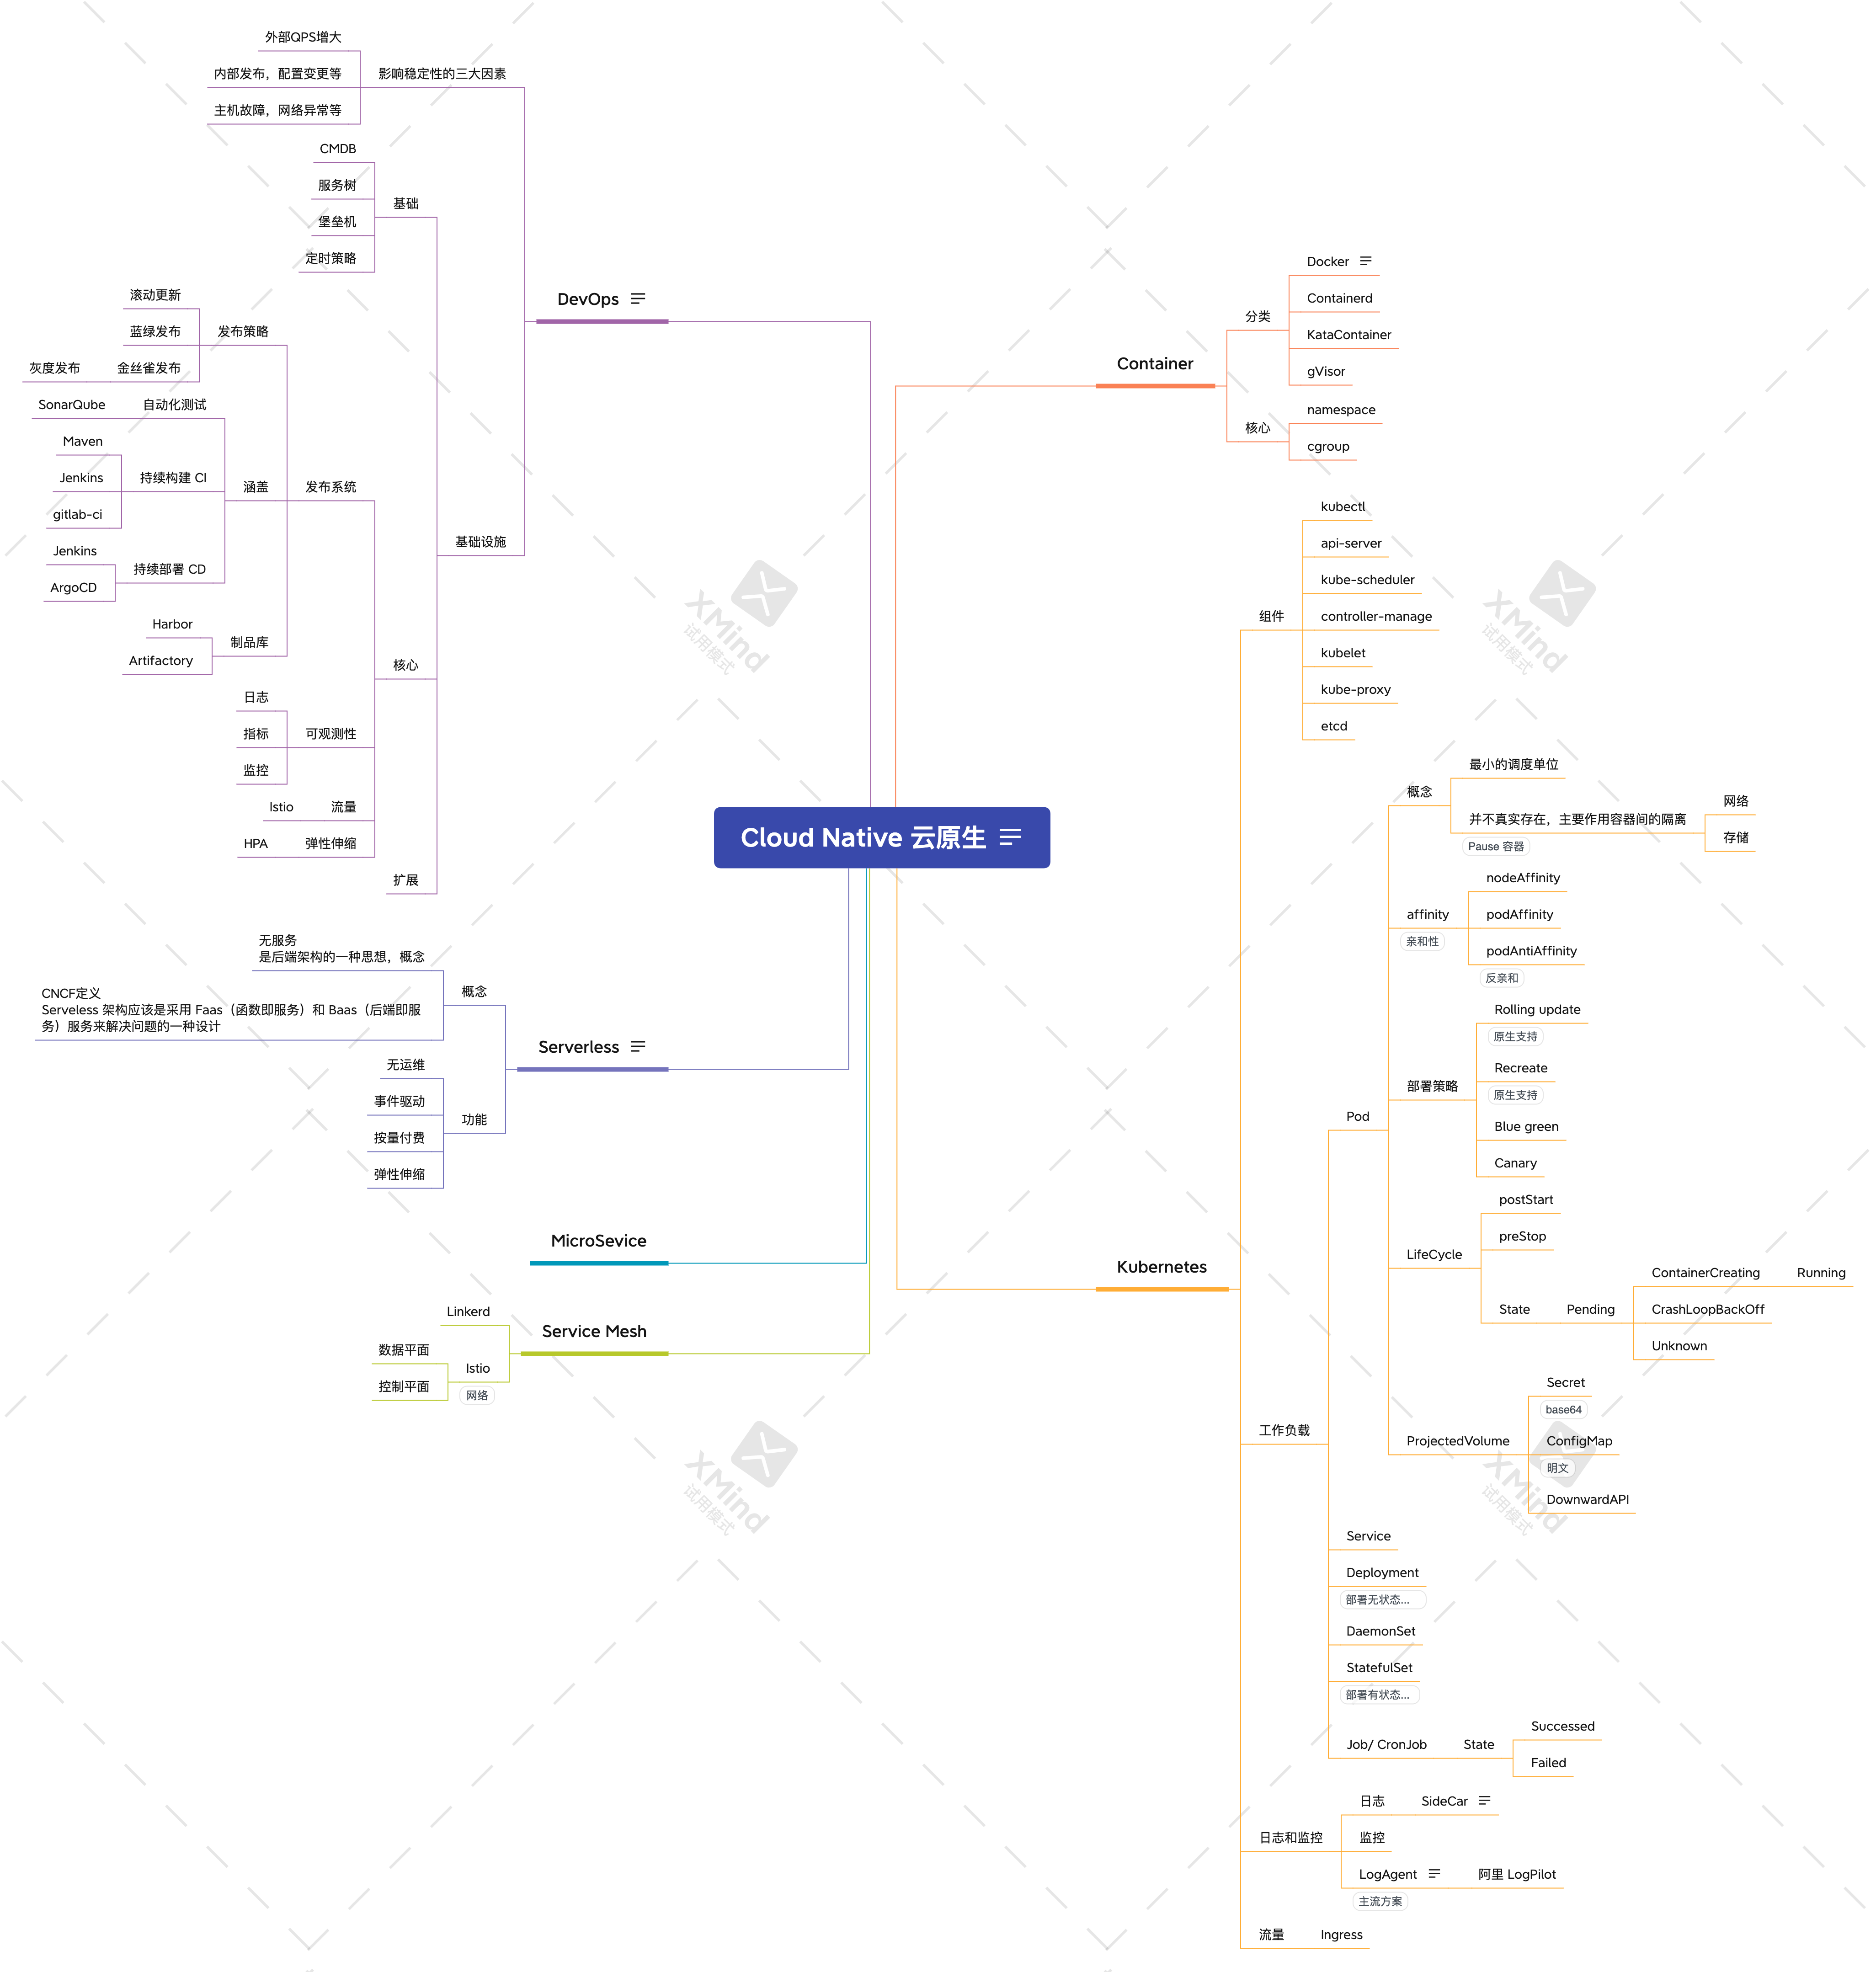 Cloud Native 云原生
Container
分类
Docker
Containerd
KataContainer
gVisor
核心
namespace
cgroup
Kubernetes
组件
kubectl
api-server
kube-scheduler
controller-manage
kubelet
kube-proxy
etcd
工作负载
Pod
概念
最小的调度单位
并不真实存在，主要作用容器间的隔离
Pause 容器
网络
存储
affinity
亲和性
nodeAffinity
podAffinity
podAntiAffinity
反亲和
部署策略
Rolling update
原生支持
Recreate
原生支持
Blue green
Canary
LifeCycle
postStart
preStop
State
Pending
ContainerCreating
Running
CrashLoopBackOff
Unknown
ProjectedVolume
Secret
base64
ConfigMap
明文
DownwardAPI
Service
Deployment
部署无状态...
DaemonSet
StatefulSet
部署有状态...
Job/ CronJob
State
Successed
Failed
日志和监控
日志
SideCar
监控
LogAgent
主流方案
阿里 LogPilot
流量
Ingress
DevOps
影响稳定性的三大因素
外部QPS增大
内部发布，配置变更等
主机故障，网络异常等
基础设施
基础
CMDB
服务树
堡垒机
定时策略
核心
发布系统
发布策略
滚动更新
蓝绿发布
金丝雀发布
灰度发布
涵盖
自动化测试
SonarQube
持续构建 CI
Maven
Jenkins
gitlab-ci
持续部署 CD
Jenkins
ArgoCD
制品库
Harbor
Artifactory
可观测性
日志
指标
监控
流量
Istio
弹性伸缩
HPA
扩展
Serverless
概念
无服务
是后端架构的一种思想，概念
CNCF定义
Serveless 架构应该是采用 Faas（函数即服务）和 Baas（后端即服
务）服务来解决问题的一种设计
功能
无运维
事件驱动
按量付费
弹性伸缩
MicroSevice
Service Mesh
Linkerd
Istio
网络
数据平面
控制平面
XMind
试用模式
XMind
试用模式
XMind
试用模式
XMind
试用模式